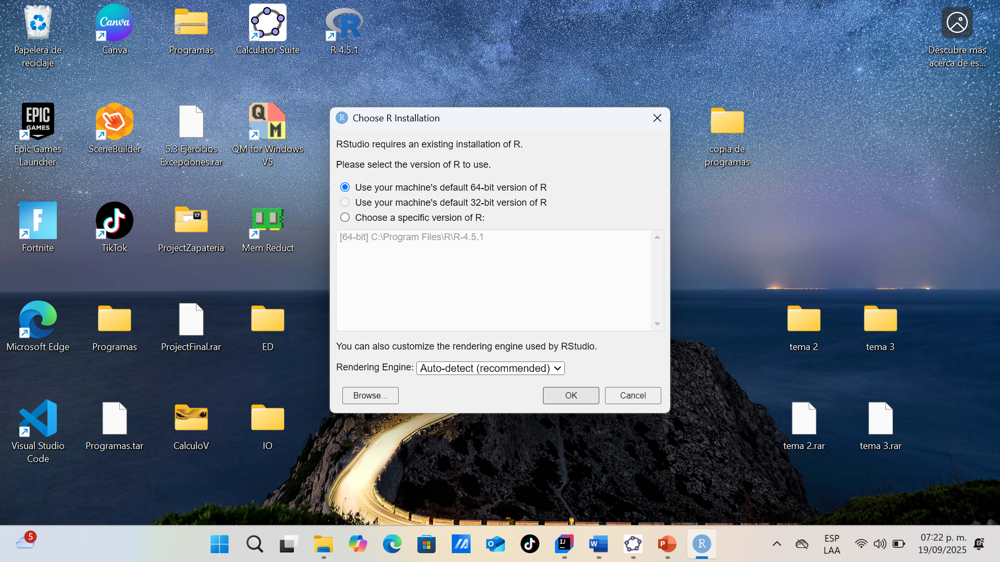 Papelera de
reciclaje
Canva
Canva
Programas
Calculator Suite
R
R 4.5.1
Descubre más
acerca de es...
EPIC
GAMES
Epic Games
Launcher
SceneBuilder
5.3 Ejercicios
Excepciones.rar
Q
M
QM for Windows
V5
copia de
programas
R
Choose R Installation
RStudio requires an existing installation of R.
Please select the version of R to use.
Use your machine's default 64-bit version of R
Use your machine's default 32-bit version of R
Choose a specific version of R:
[64-bit] C:\Program Files\R\R-4.5.1
You can also customize the rendering engine used by RStudio.
Rendering Engine:
Auto-detect (recommended)
Browse...
OK
Cancel
F
Fortnite
TikTok
17
ProjectZapateria
Mem Reduct
Microsoft Edge
Programas
ProjectFinal.rar
ED
tema 2
tema 3
Visual Studio
Code
Programas.tar
CalculoV
IO
tema 2.rar
tema 3.rar
5
O
IJ
W
P
R
ESP
LAA
07:22 p. m.
19/09/2025